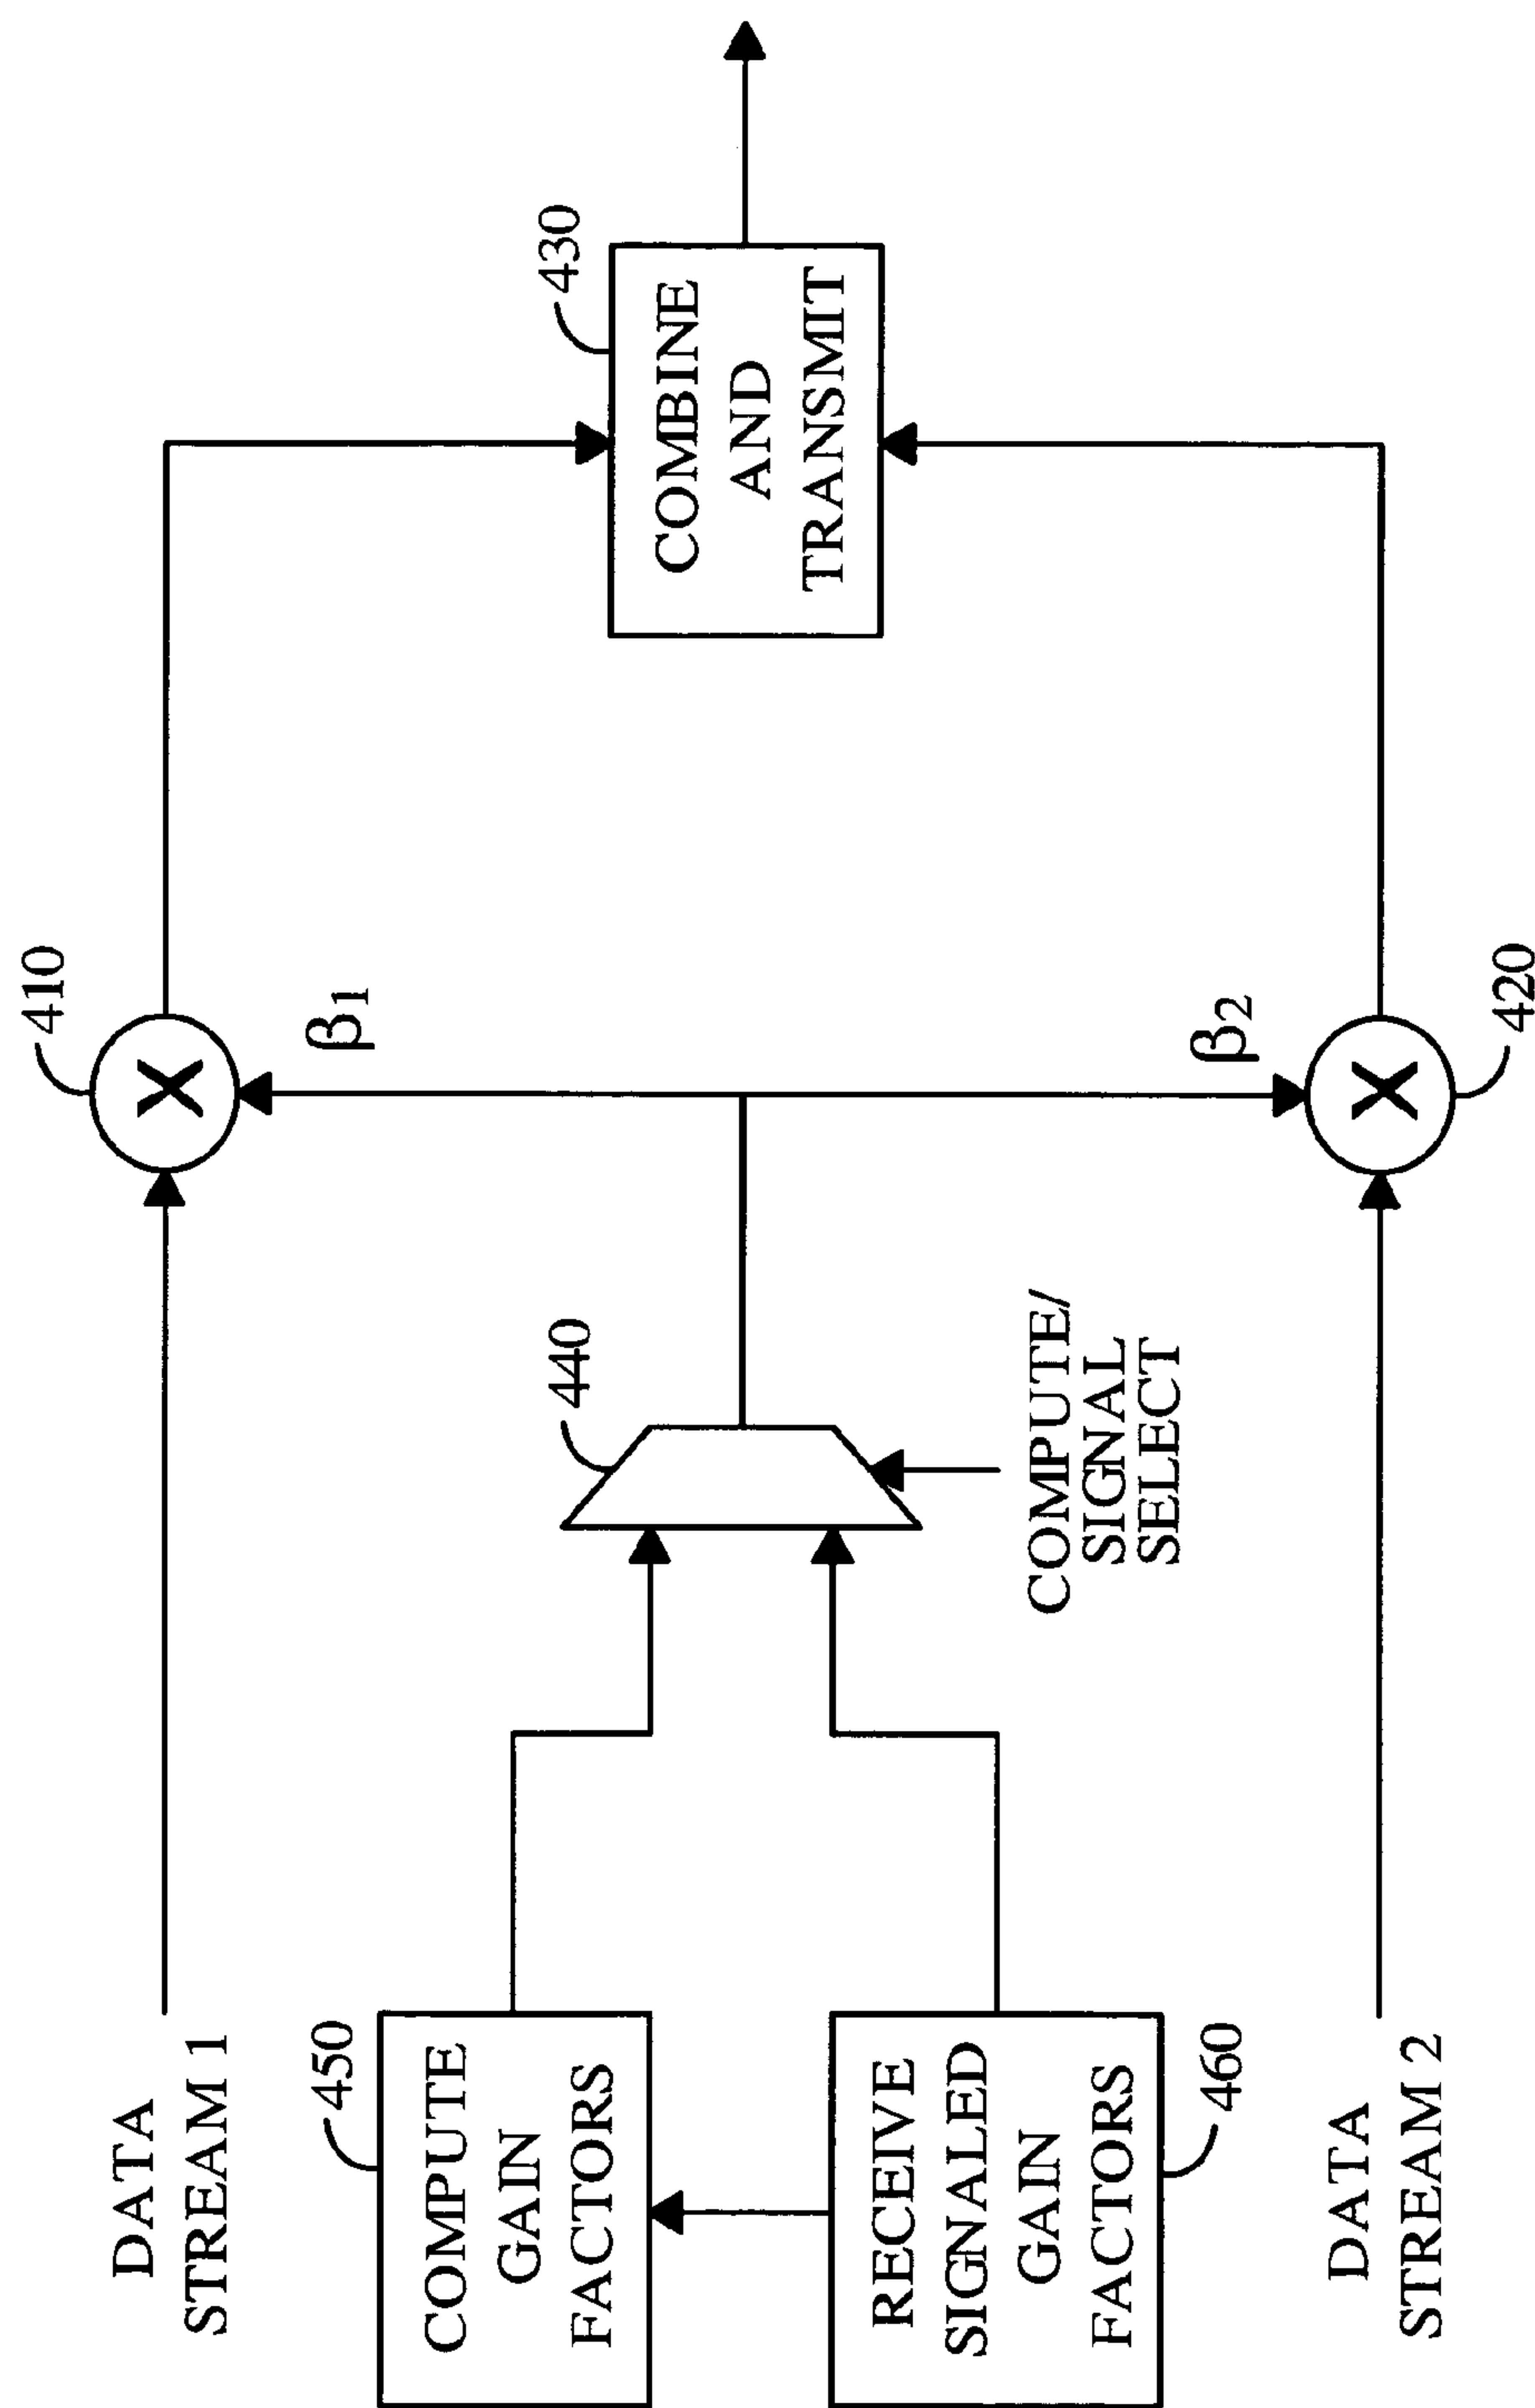 DATA
STREAM 1
410
β1
450
COMPUTE
GAIN
FACTORS
440
430
COMBINE
AND
TRANSMIT
RECEIVE
SIGNALED
GAIN
FACTORS
460
COMPUTE/
SIGNAL
SELECT
β2
DATA
STREAM 2
420